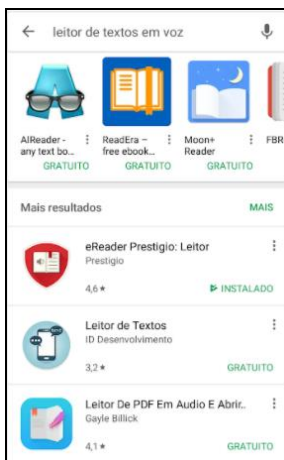 leitor de textos em voz
AlReader -
any text bo...
GRATUITO
ReadEra –
free ebook...
GRATUITO
Moon+
Reader
GRATUITO
FBR
Mais resultados
MAIS
eReader Prestigio: Leitor
Prestigio
4,6 ★
INSTALADO
Leitor de Textos
ID Desenvolvimento
3,2 ★
GRATUITO
Leitor De PDF Em Audio E Abrir..
Gayle Billick
4,1 ★
GRATUITO